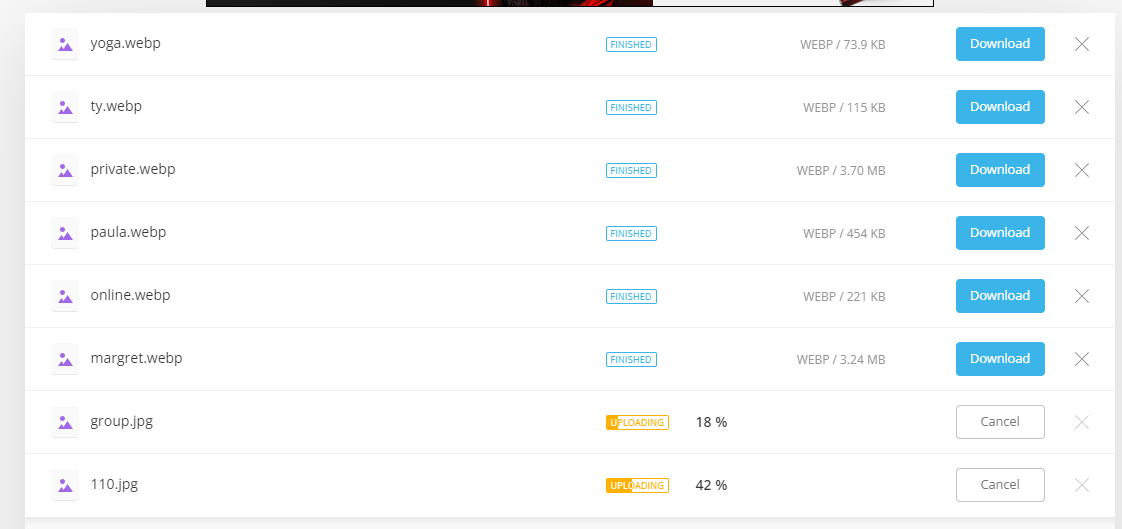 yoga.webp FINISHED WEBP / 73.9 KB Download
ty.webp FINISHED WEBP / 115 KB Download
private.webp FINISHED WEBP / 3.70 MB Download
paula.webp FINISHED WEBP / 454 KB Download
online.webp FINISHED WEBP / 221 KB Download
margret.webp FINISHED WEBP / 3.24 MB Download
group.jpg UPLOADING 18 % Cancel
110.jpg UPLOADING 42 % Cancel